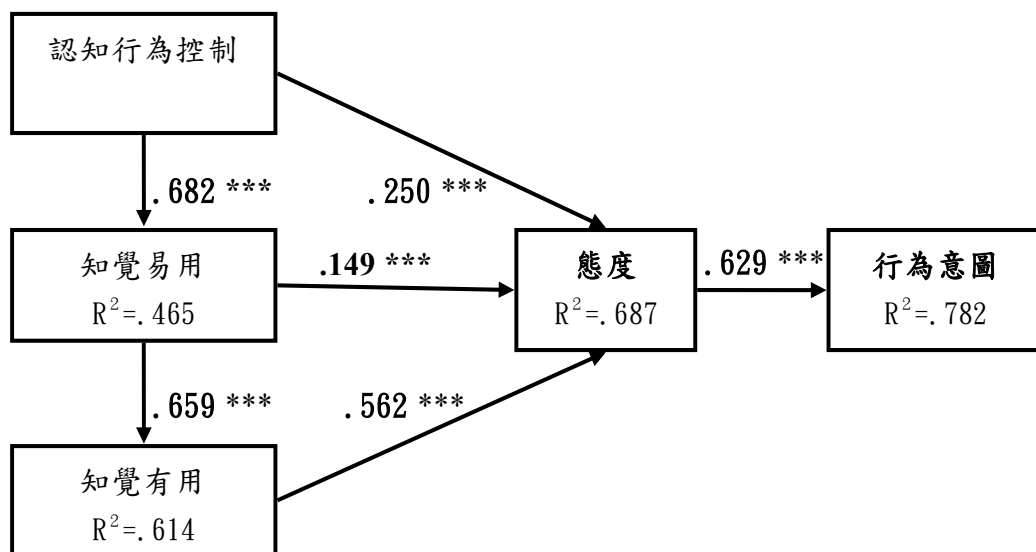 認知行為控制
.682 ***
.250 ***
知覺易用
R²=.465
.149 ***
態度
R²=.687
.629 ***
行為意圖
R²=.782
.659 ***
.562 ***
知覺有用
R²=.614